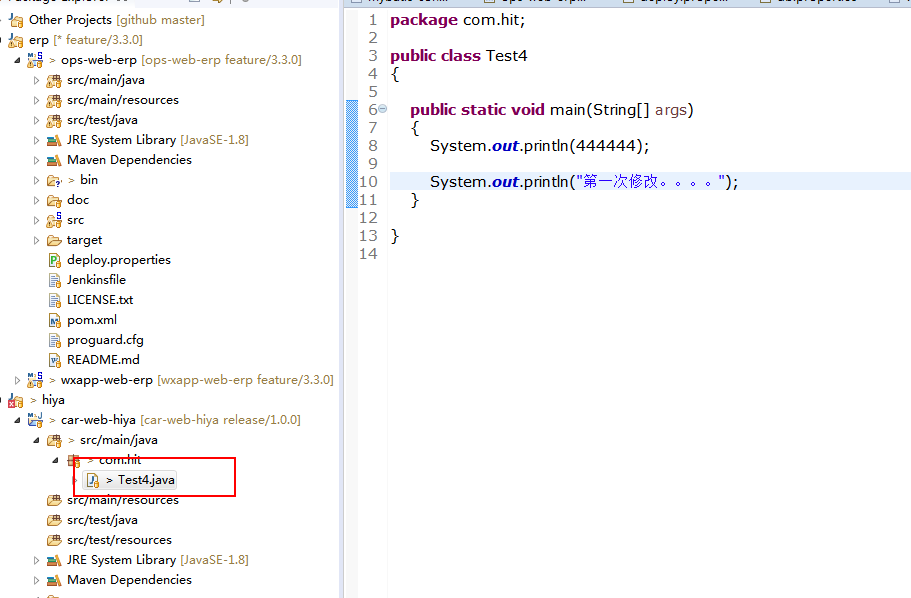 Other Projects [github master]
erp [* feature/3.3.0]
> ops-web-erp [ops-web-erp feature/3.3.0]
src/main/java
src/main/resources
src/test/java
JRE System Library [JavaSE-1.8]
Maven Dependencies
> bin
doc
src
target
deploy.properties
Jenkinsfile
LICENSE.txt
pom.xml
proguard.cfg
README.md
> wxapp-web-erp [wxapp-web-erp feature/3.3.0]
> hiya
> car-web-hiya [car-web-hiya release/1.0.0]
> src/main/java
> com.hit
> Test4.java
src/main/resources
src/test/java
src/test/resources
JRE System Library [JavaSE-1.8]
Maven Dependencies
1 package com.hit;
2
3 public class Test4
4 {
5
6 public static void main(String[] args)
7 {
8 System.out.println(444444);
9
10 System.out.println("第一次修改。。。。");
11 }
12
13 }
14